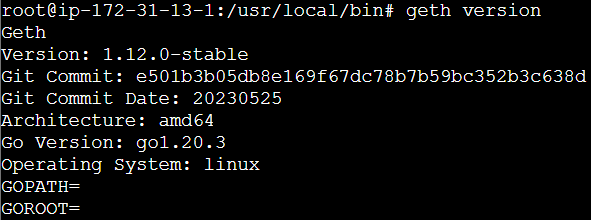 root@ip-172-31-13-1:/usr/local/bin# geth version
Geth
Version: 1.12.0-stable
Git Commit: e501b3b05db8e169f67dc78b7b59bc352b3c638d
Git Commit Date: 20230525
Architecture: amd64
Go Version: go1.20.3
Operating System: linux
GOPATH=
GOROOT=